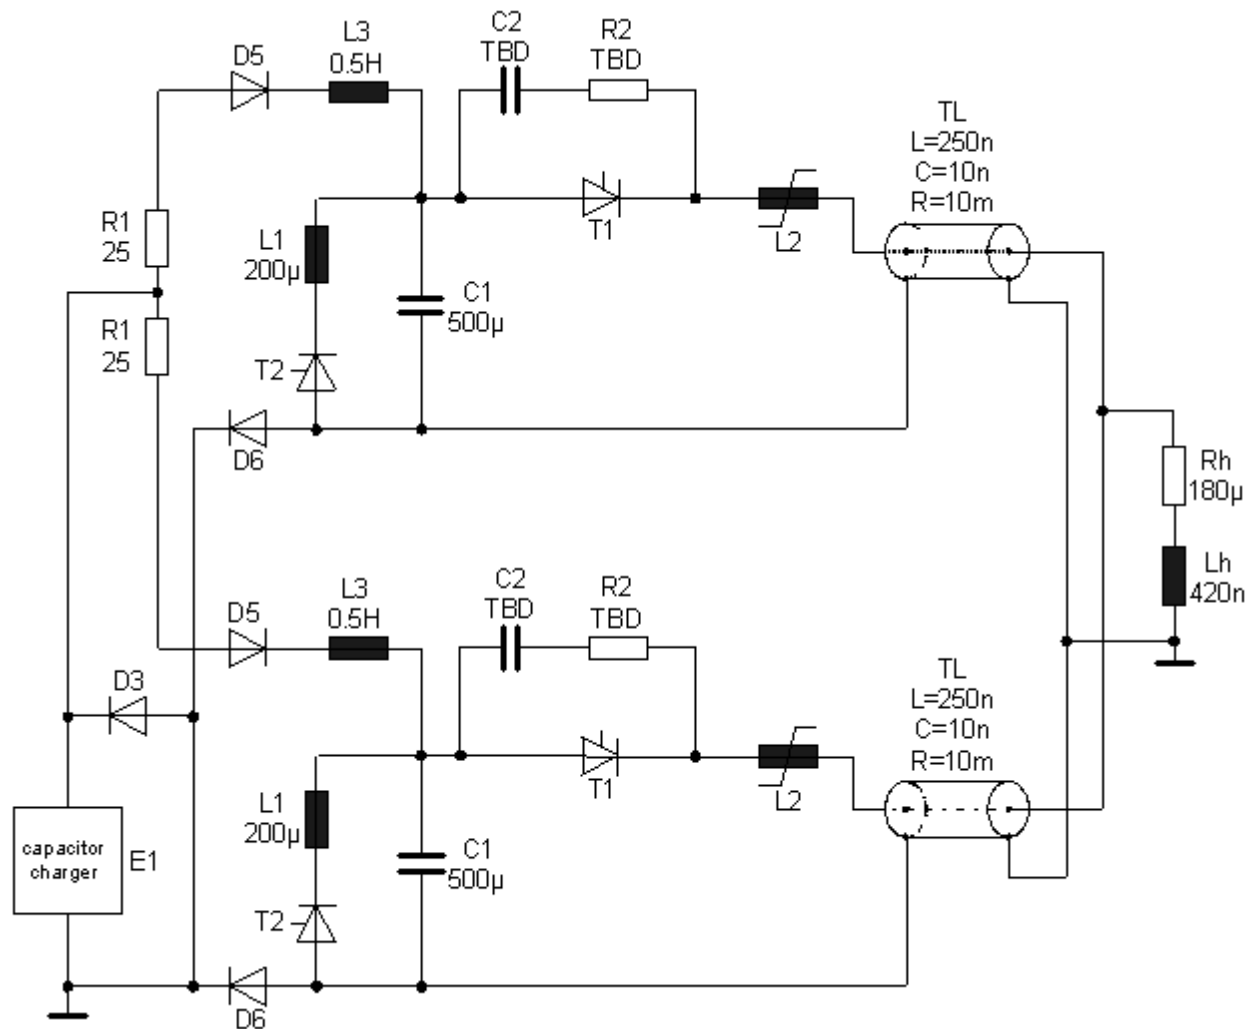 C2
TBD
R2
TBD
L3
0.5H
D5
TL
L=250n
C=10n
R=10m
R1
25
L1
200µ
T1
L2
C1
500µ
R1
25
T2
D6
Rh
180µ
Lh
420n
C2
TBD
R2
TBD
L3
0.5H
D5
D3
TL
L=250n
C=10n
R=10m
T1
L2
L1
200µ
capacitor
charger
E1
C1
500µ
T2
D6